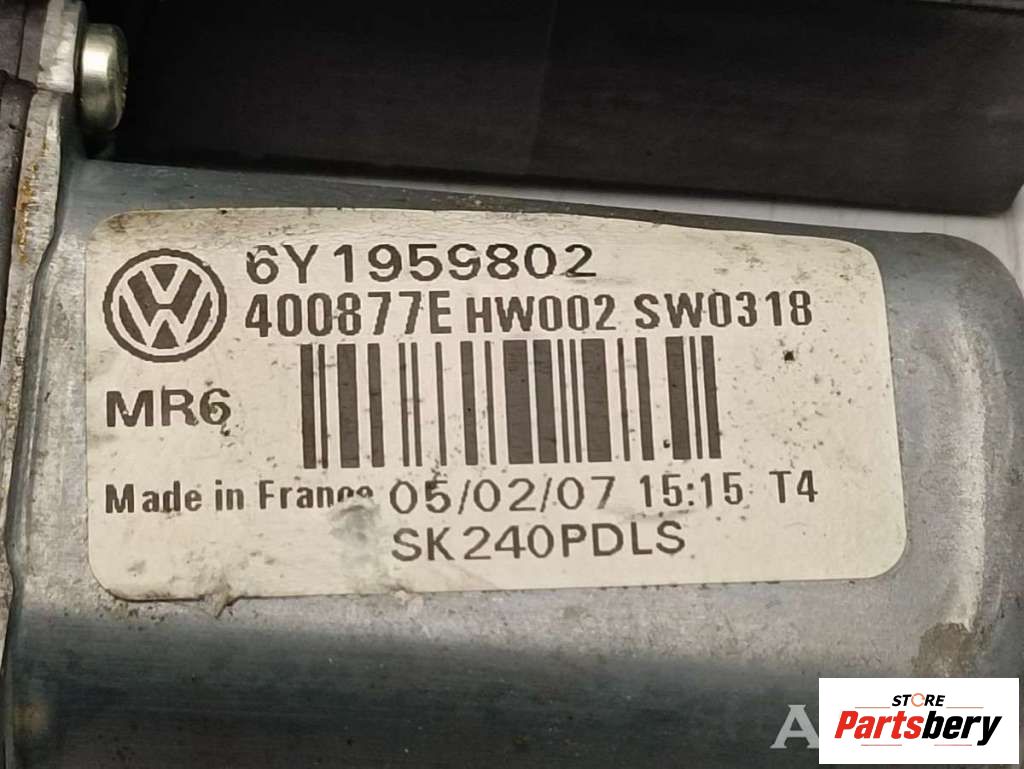 6Y1959802
400877E HW002 SW0318
MR6
Made in France 05/02/07 15:15 T4
SK240PDLS
A
STORE
Partsbery